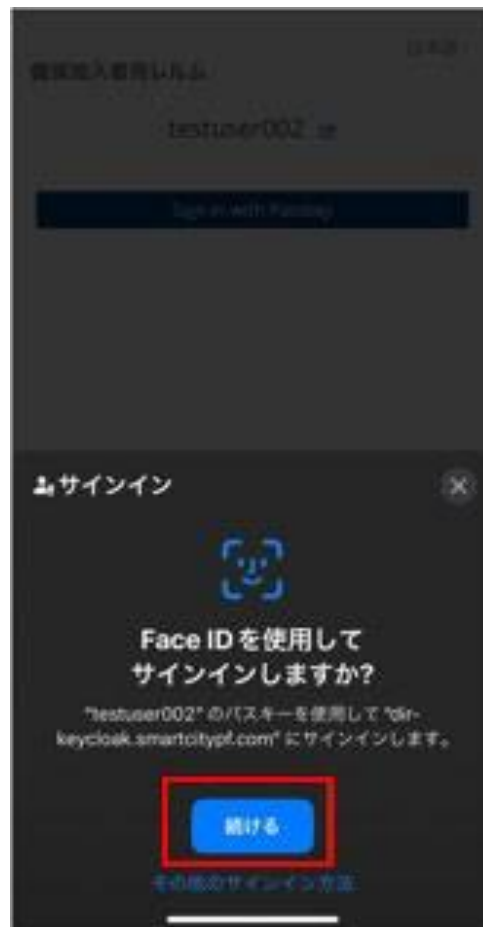 testuser002
Sign in with Passkey
サインイン
Face IDを使用して
サインインしますか?
"testuser002" のパスキーを使用して "dir-
keycloak.smartcitypf.com" にサインインします。
続ける
その他のサインイン方法